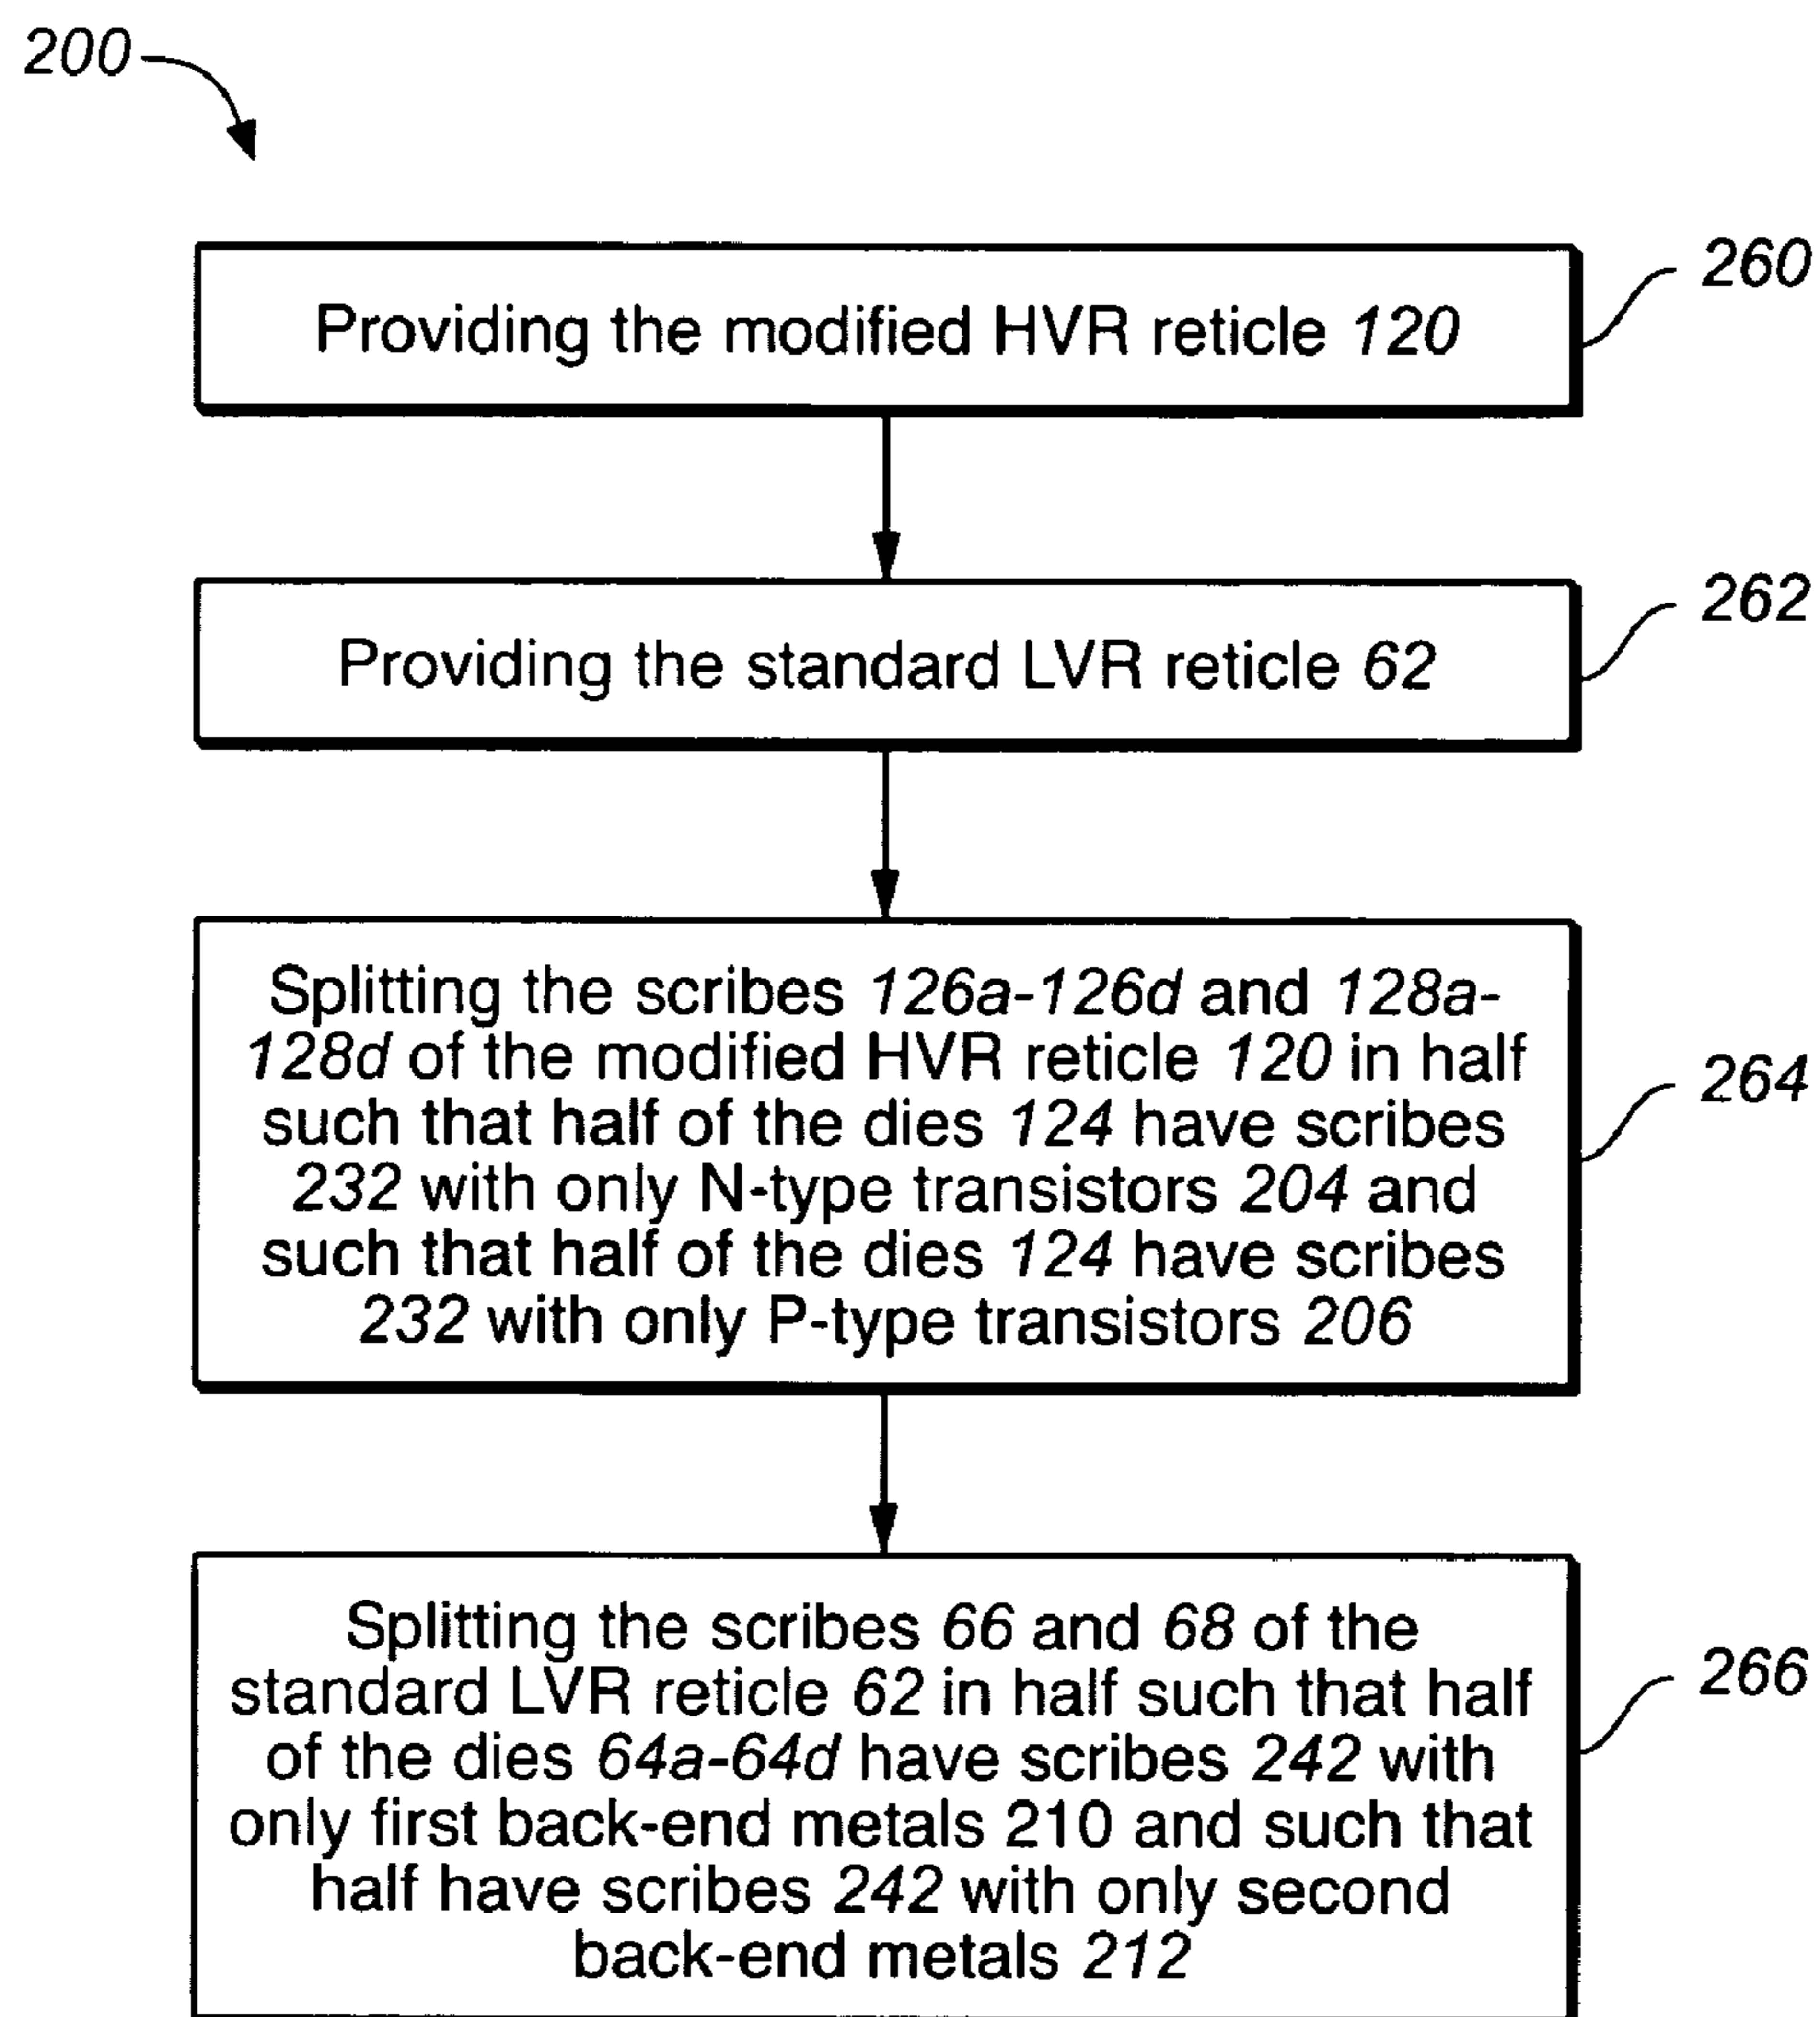 200
Providing the modified HVR reticle 120
260
Providing the standard LVR reticle 62
262
Splitting the scribes 126a-126d and 128a-
128d of the modified HVR reticle 120 in half
such that half of the dies 124 have scribes
232 with only N-type transistors 204 and
such that half of the dies 124 have scribes
232 with only P-type transistors 206
264
Splitting the scribes 66 and 68 of the
standard LVR reticle 62 in half such that half
of the dies 64a-64d have scribes 242 with
only first back-end metals 210 and such that
half have scribes 242 with only second
back-end metals 212
266